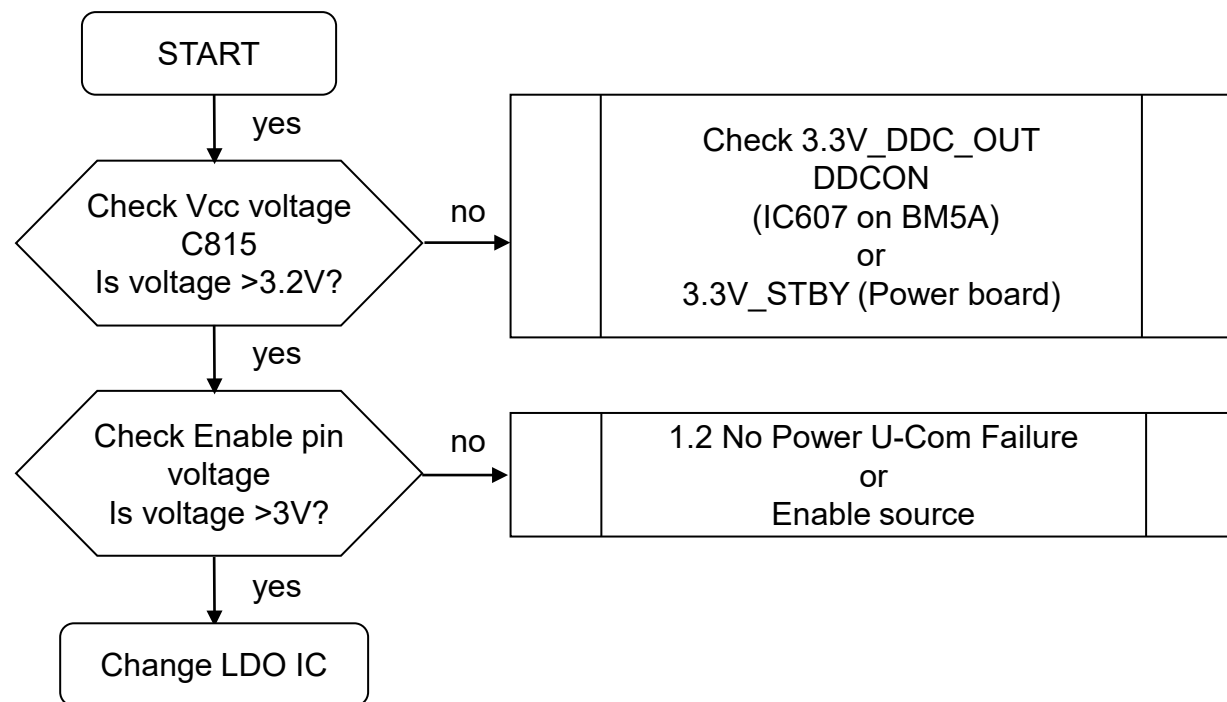 START
yes
Check Vcc voltage
C815
Is voltage >3.2V?
no
Check 3.3V_DDC_OUT
DDCON
(IC607 on BM5A)
or
3.3V_STBY (Power board)
yes
Check Enable pin
voltage
Is voltage >3V?
no
1.2 No Power U-Com Failure
or
Enable source
yes
Change LDO IC